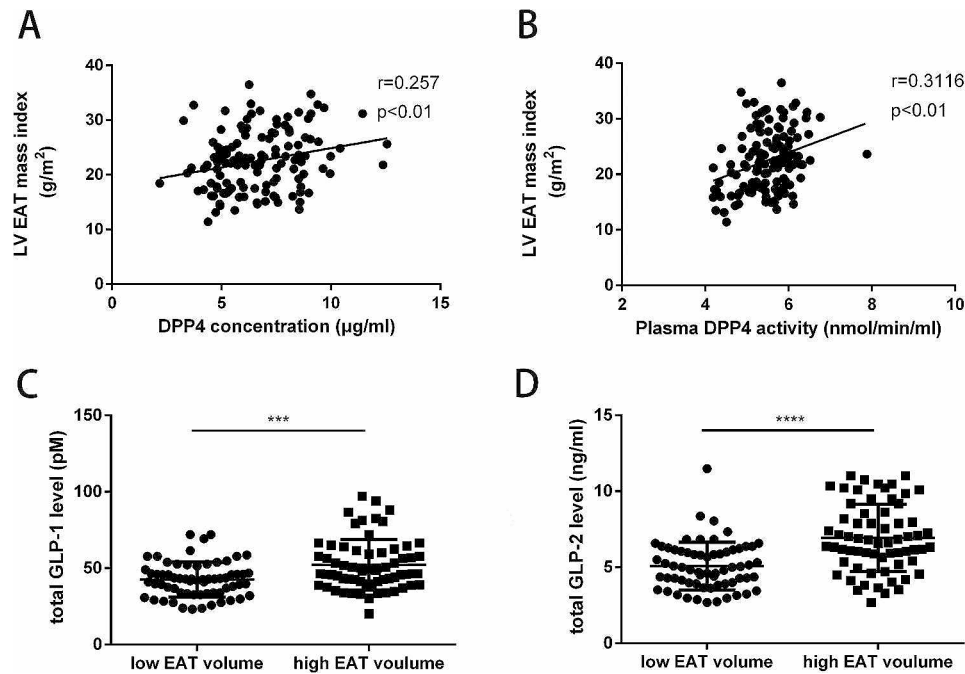 A
B
40
r=0.257
p<0.01
30
20
10
0
LV EAT mass index
(g/m²)
0
5
10
15
DPP4 concentration (μg/ml)
40
r=0.3116
p<0.01
30
20
10
0
LV EAT mass index
(g/m²)
2
4
6
8
10
Plasma DPP4 activity (nmol/min/ml)
C
D
150
***
100
50
0
total GLP-1 level (pM)
low EAT volume
high EAT voulume
15
****
10
5
0
total GLP-2 level (ng/ml)
low EAT volume
high EAT voulume